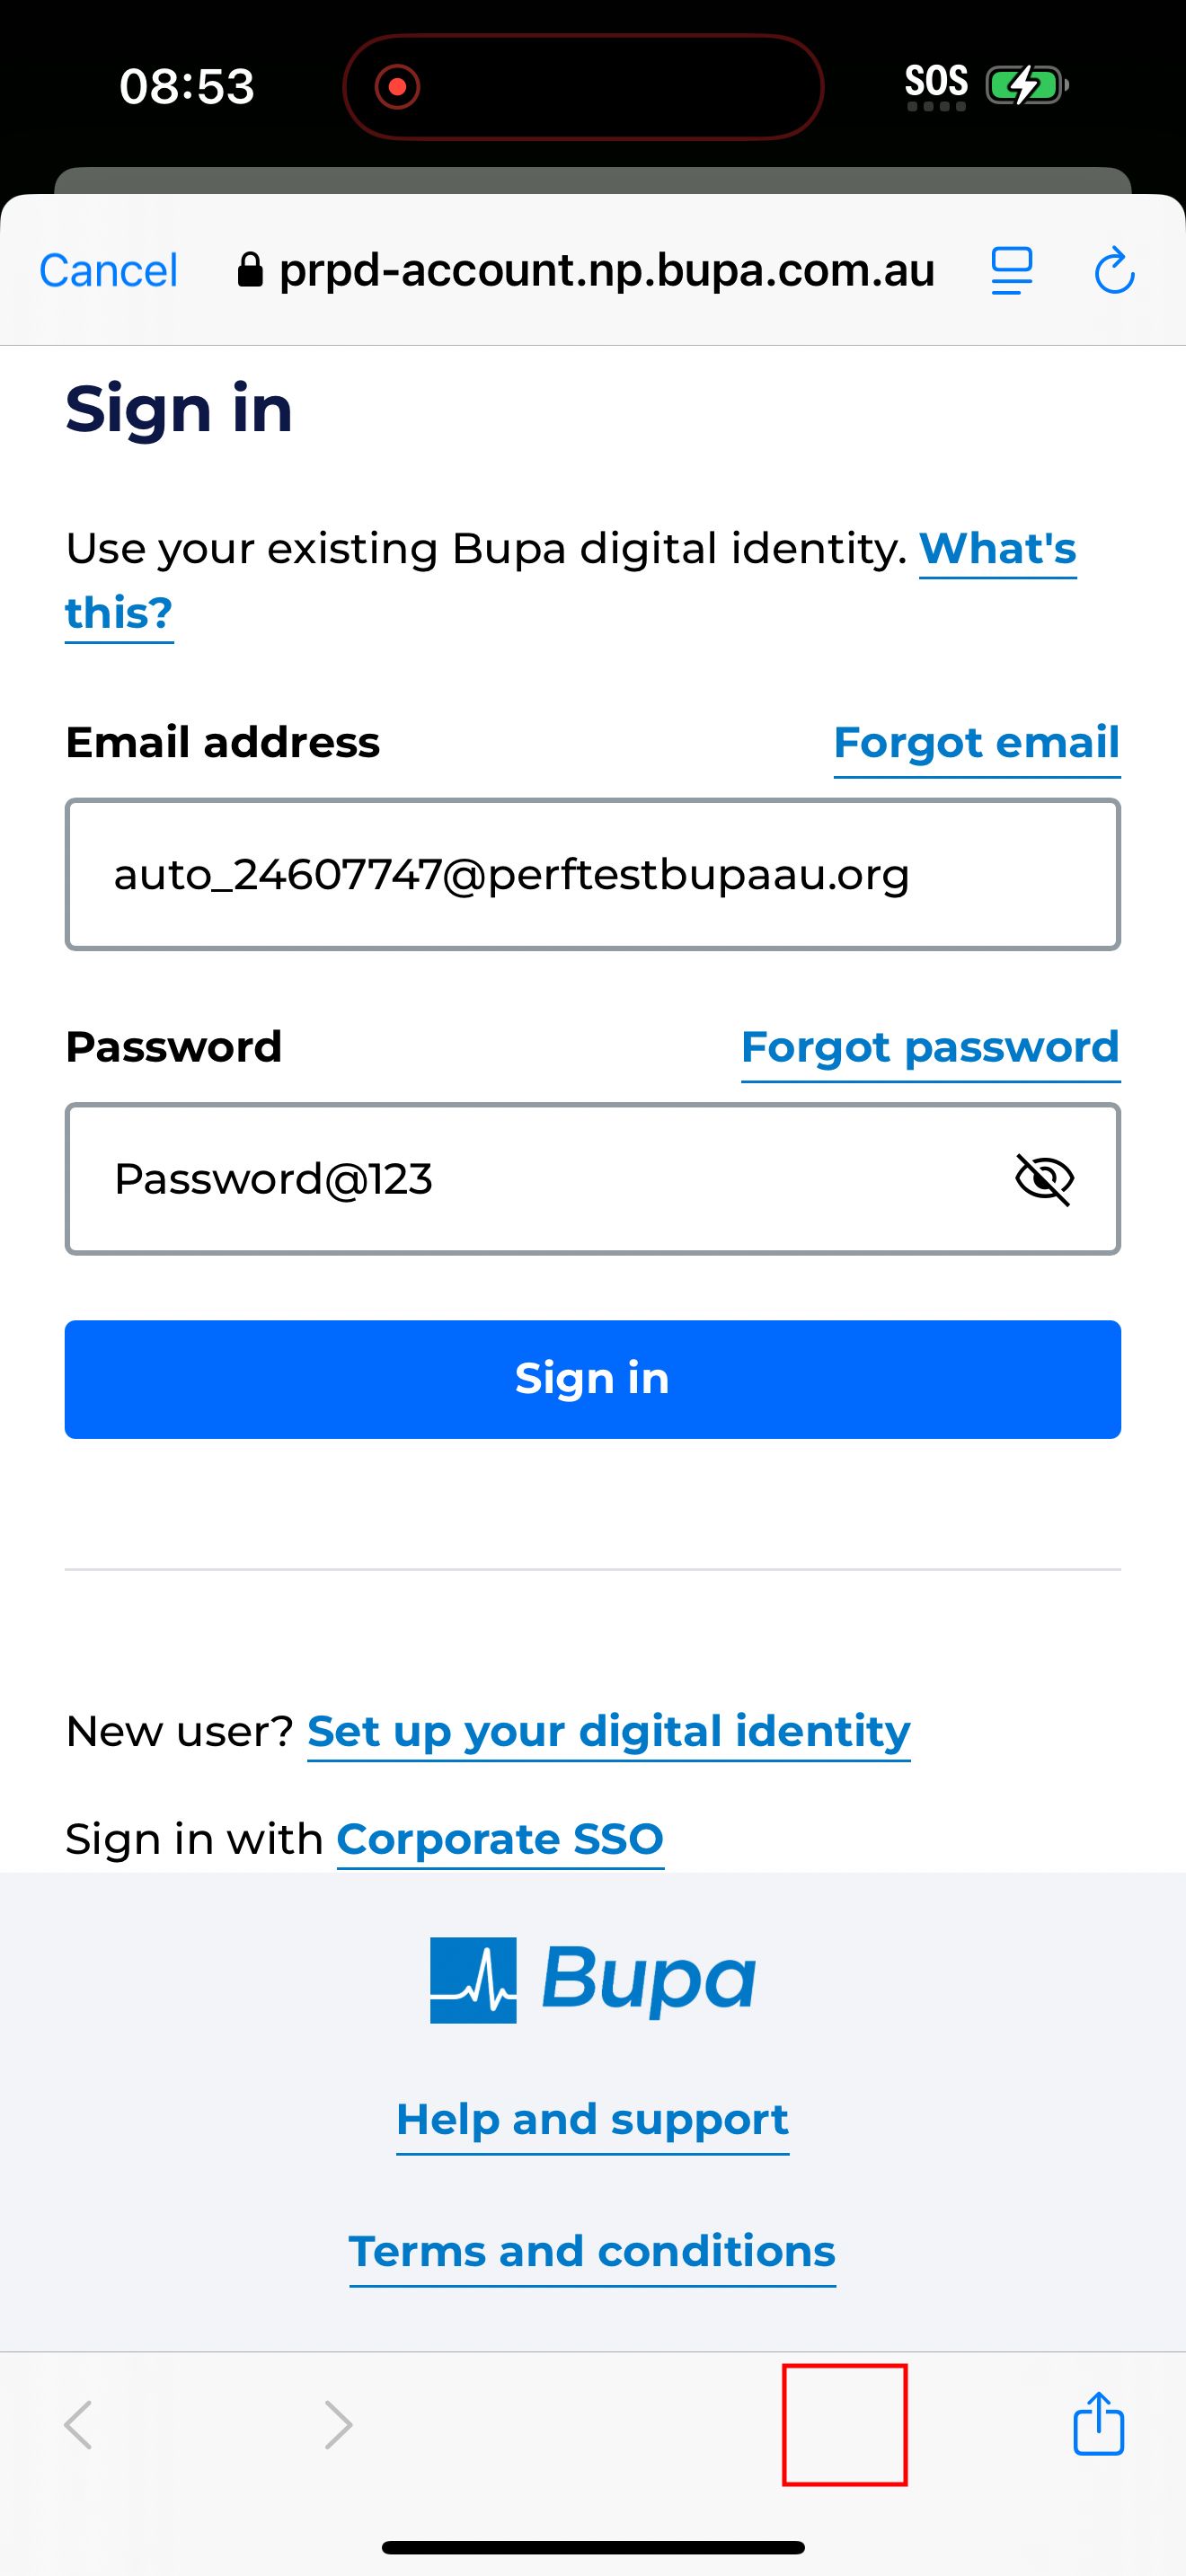 08:53
SOS
Cancel
prpd-account.np.bupa.com.au
Sign in
Use your existing Bupa digital identity. What's
this?
Email address
Forgot email
auto_24607747@perftestbupaau.org
Password
Forgot password
Password@123
Sign in
New user? Set up your digital identity
Sign in with Corporate SSO
Bupa
Help and support
Terms and conditions